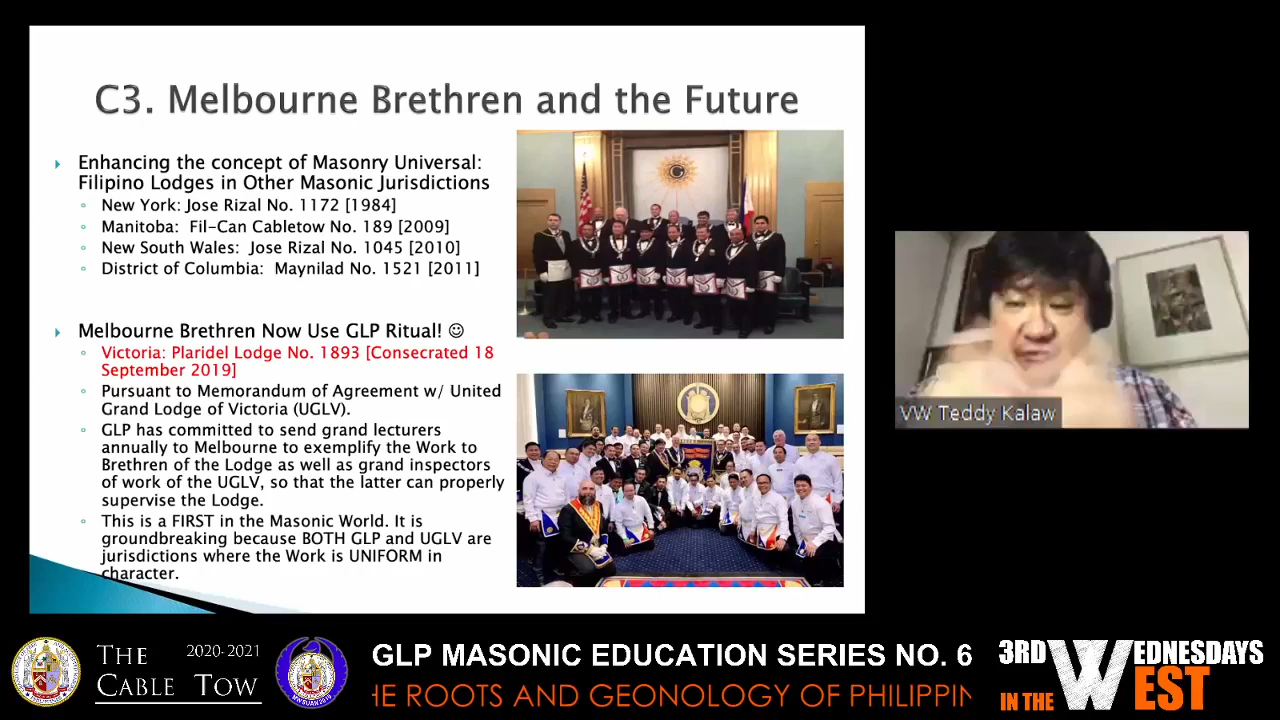 C3. Melbourne Brethren and the Future
Enhancing the concept of Masonry Universal:
Filipino Lodges in Other Masonic Jurisdictions
New York: Jose Rizal No. 1172 [1984]
Manitoba: Fil-Can Cabletow No. 189 [2009]
New South Wales: Jose Rizal No. 1045 [2010]
District of Columbia: Maynilad No. 1521 [2011]
Melbourne Brethren Now Use GLP Ritual! ☺
Victoria: Plaridel Lodge No. 1893 [Consecrated 18
September 2019]
Pursuant to Memorandum of Agreement w/ United
Grand Lodge of Victoria (UGLV).
GLP has committed to send grand lecturers
annually to Melbourne to exemplify the Work to
Brethren of the Lodge as well as grand inspectors
of work of the UGLV, so that the latter can properly
supervise the Lodge.
This is a FIRST in the Masonic World. It is
groundbreaking because BOTH GLP and UGLV are
jurisdictions where the Work is UNIFORM in
character.
G
VW Teddy Kalaw
THE 2020-2021
CABLE TOW
GLP MASONIC EDUCATION SERIES NO. 6
HE ROOTS AND GEONOLOGY OF PHILIPPIN
3RD WEDNESDAYS
IN THE WEST